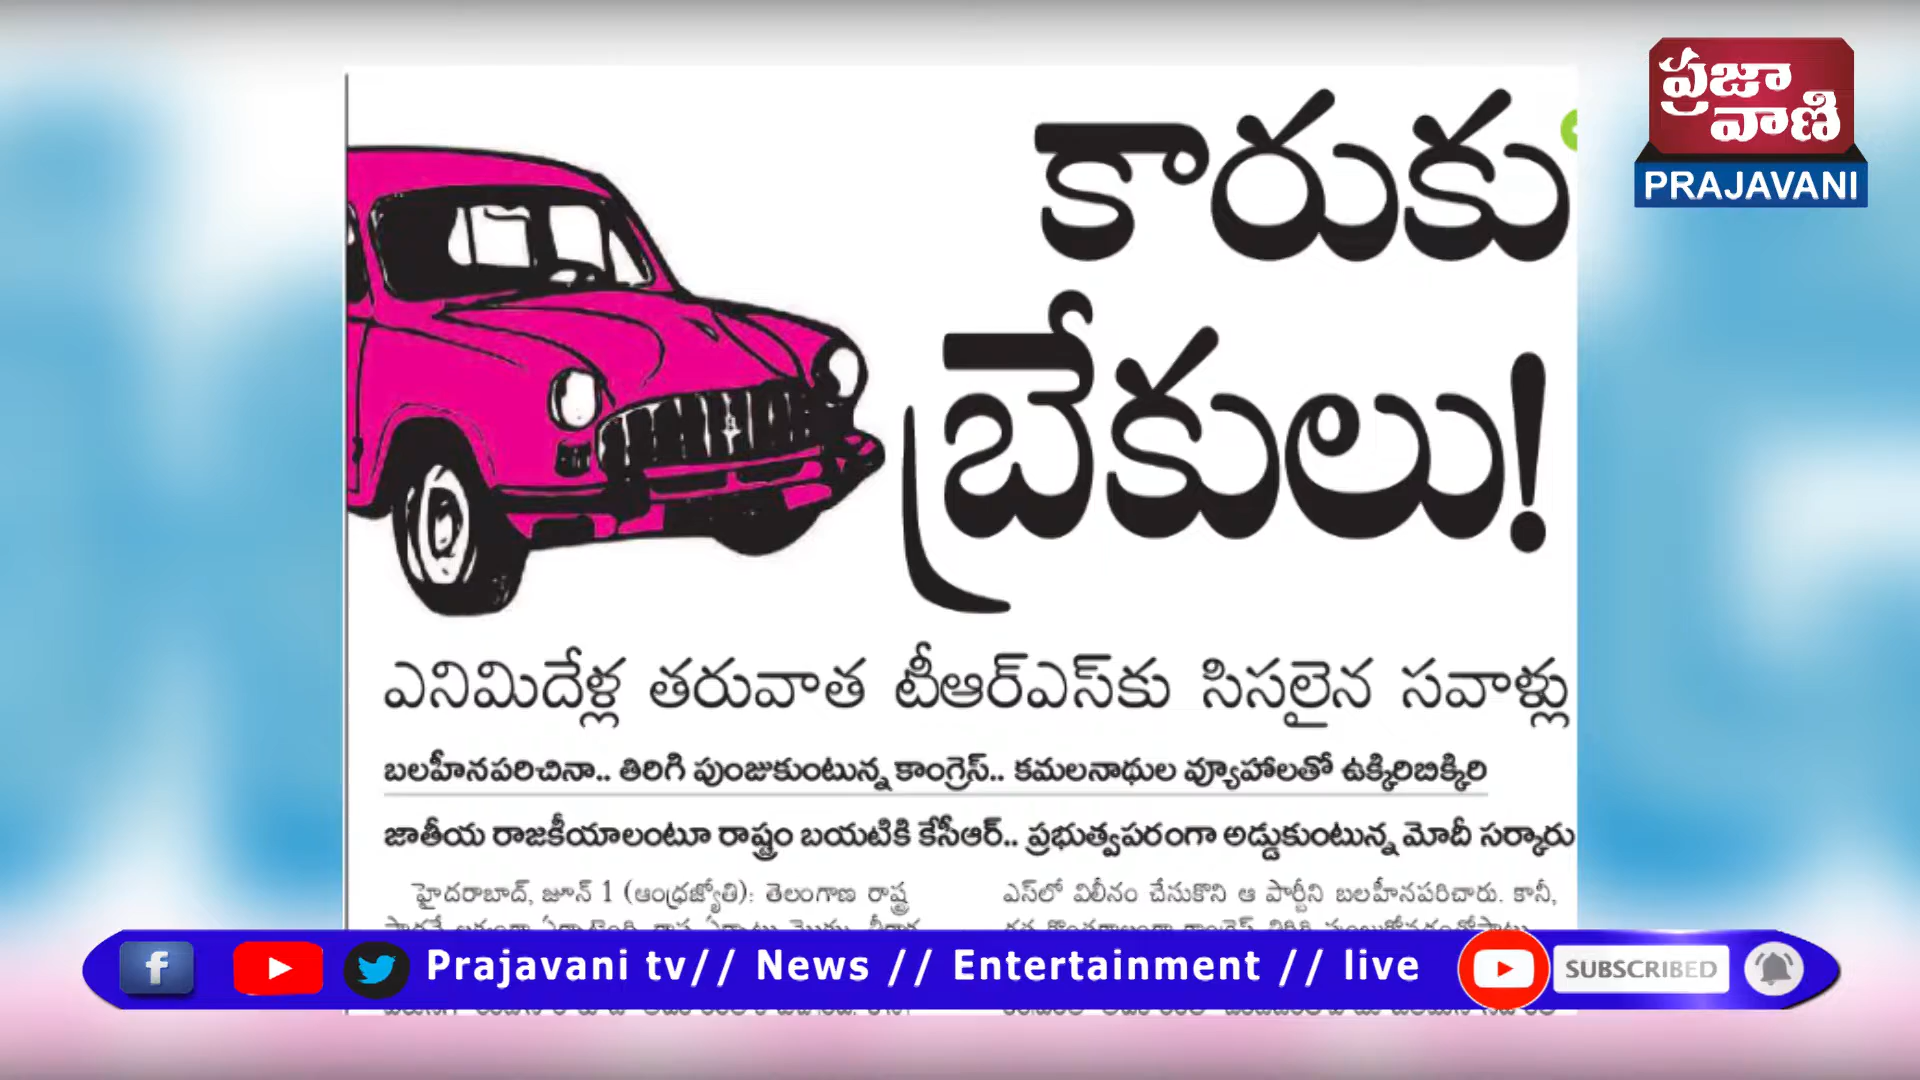 ప్రజా
వాణి
PRAJAVANI
కారుకు
బ్రేకులు!
ఎనిమిదేళ్ల తరువాత టీఆర్ఎస్‌కు సిసలైన సవాళ్లు
బలహీనపరిచినా.. తిరిగి పుంజుకుంటున్న కాంగ్రెస్.. కమలనాథుల వ్యూహాలతో ఉక్కిరిబిక్కిరి
జాతీయ రాజకీయాలంటూ రాష్ట్రం బయటికి కేసీఆర్.. ప్రభుత్వపరంగా అడ్డుకుంటున్న మోదీ సర్కారు
హైదరాబాద్, జూన్ 1 (ఆంధ్రజ్యోతి): తెలంగాణ రాష్ట్ర
ఎస్‌లో విలీనం చేసుకొని ఆ పార్టీని బలహీనపరిచారు. కానీ,
Prajavani tv// News // Entertainment // live
SUBSCRIBED